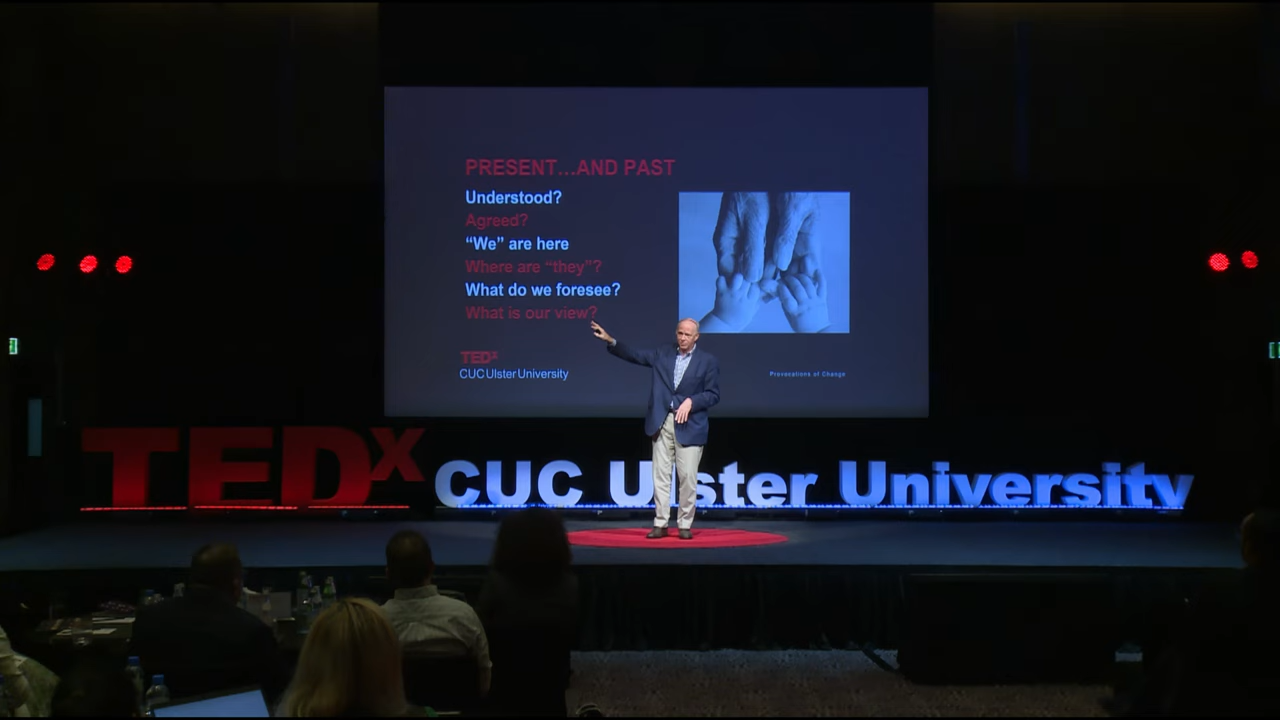 PRESENT...AND PAST
Understood?
Agreed?
“We” are here
Where are “they”?
What do we foresee?
What is our view?
TEDx
CUC Ulster University
Provocations of Change
TEDx CUC Ulster University